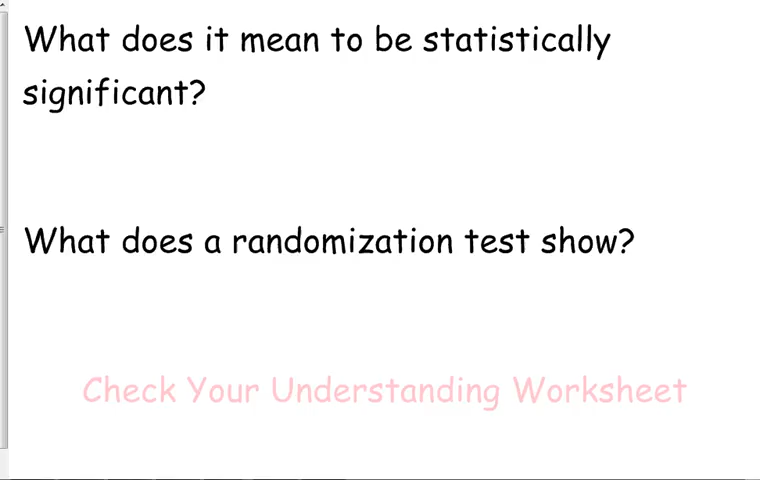 What does it mean to be statistically
significant?
What does a randomization test show?
Check Your Understanding Worksheet